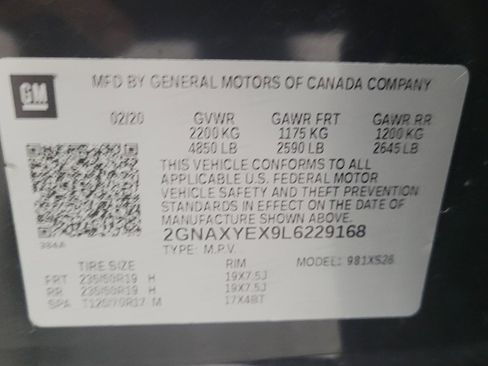 GM
MFD BY GENERAL MOTORS OF CANADA COMPANY
02/20 GVWR GAWR FRT GAWR RR
2200 KG 1175 KG 1200 KG
4850 LB 2590 LB 2645 LB
THIS VEHICLE CONFORMS TO ALL
APPLICABLE U.S. FEDERAL MOTOR
VEHICLE SAFETY AND THEFT PREVENTION
STANDARDS IN EFFECT ON THE DATE OF
MANUFACTURE SHOWN ABOVE.
384A
2GNAXYEX9L6229168
TYPE: M.P.V. MODEL: 981XS26
TIRE SIZE RIM
FRT 235/50R19 H 19X7.5J
RR 235/50R19 H 19X7.5J
SPA T125/70R17 M 17X4BT